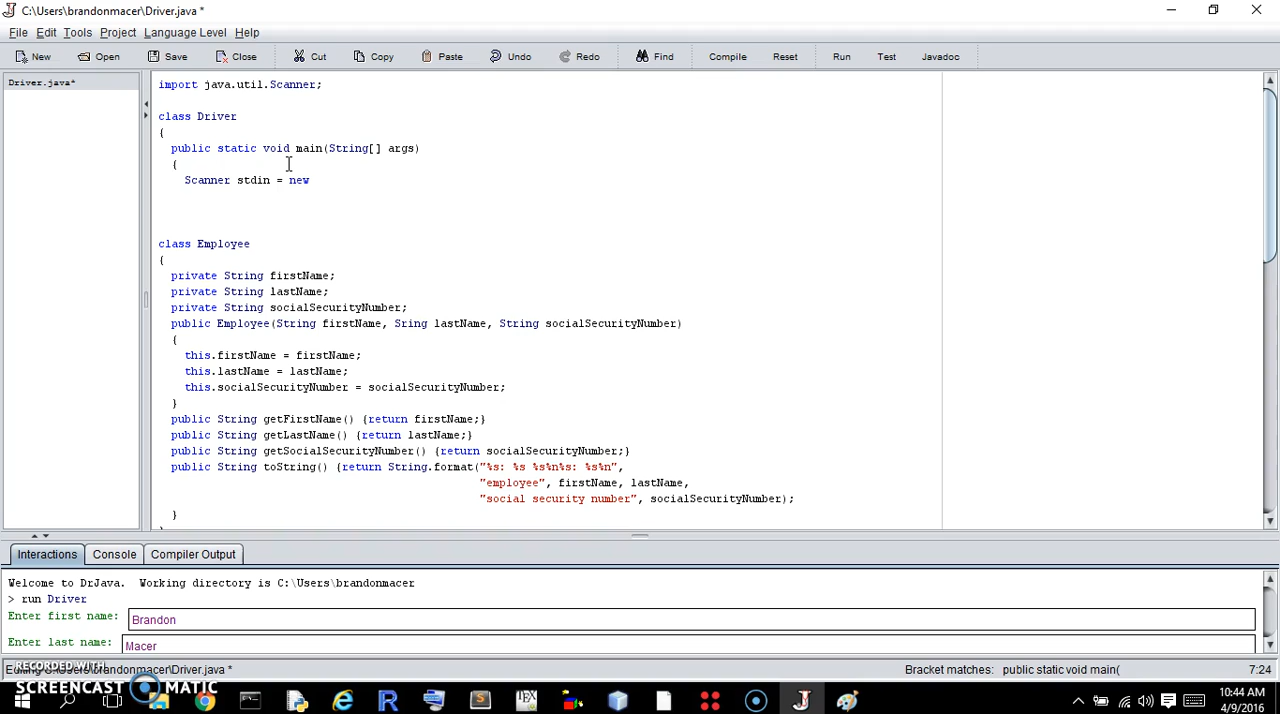 C:\Users\brandonmacer\Driver.java *
File Edit Tools Project Language Level Help
New Open Save Close Cut Copy Paste Undo Redo Find Compile Reset Run Test Javadoc
Driver.java*
import java.util.Scanner;
class Driver
{
public static void main(String[] args)
{
Scanner stdin = new
class Employee
{
private String firstName;
private String lastName;
private String socialSecurityNumber;
public Employee(String firstName, Sring lastName, String socialSecurityNumber)
{
this.firstName = firstName;
this.lastName = lastName;
this.socialSecurityNumber = socialSecurityNumber;
}
public String getFirstName() {return firstName;}
public String getLastName() {return lastName;}
public String getSocialSecurityNumber() {return socialSecurityNumber;}
public String toString() {return String.format("%s: %s %s%n%s: %s%n",
"employee", firstName, lastName,
"social security number", socialSecurityNumber);
}
Interactions Console Compiler Output
Welcome to DrJava. Working directory is C:\Users\brandonmacer
> run Driver
Enter first name: Brandon
Enter last name: Macer
Editing C:\Users\brandonmacer\Driver.java * Bracket matches: public static void main( 7:24
RECORDED WITH
SCREENCAST MATIC
10:44 AM
4/9/2016